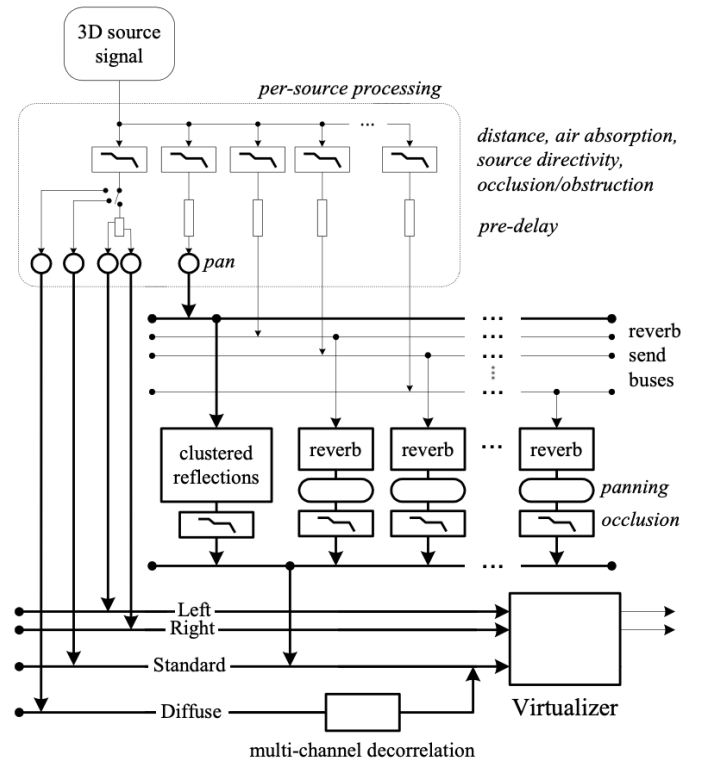 3D source
signal
per-source processing
...
distance, air absorption,
source directivity,
occlusion/obstruction
pre-delay
pan
...
reverb
...
...
send
...
buses
clustered
reflections
reverb
reverb
...
reverb
panning
occlusion
...
Left
Right
Standard
Diffuse
Virtualizer
multi-channel decorrelation